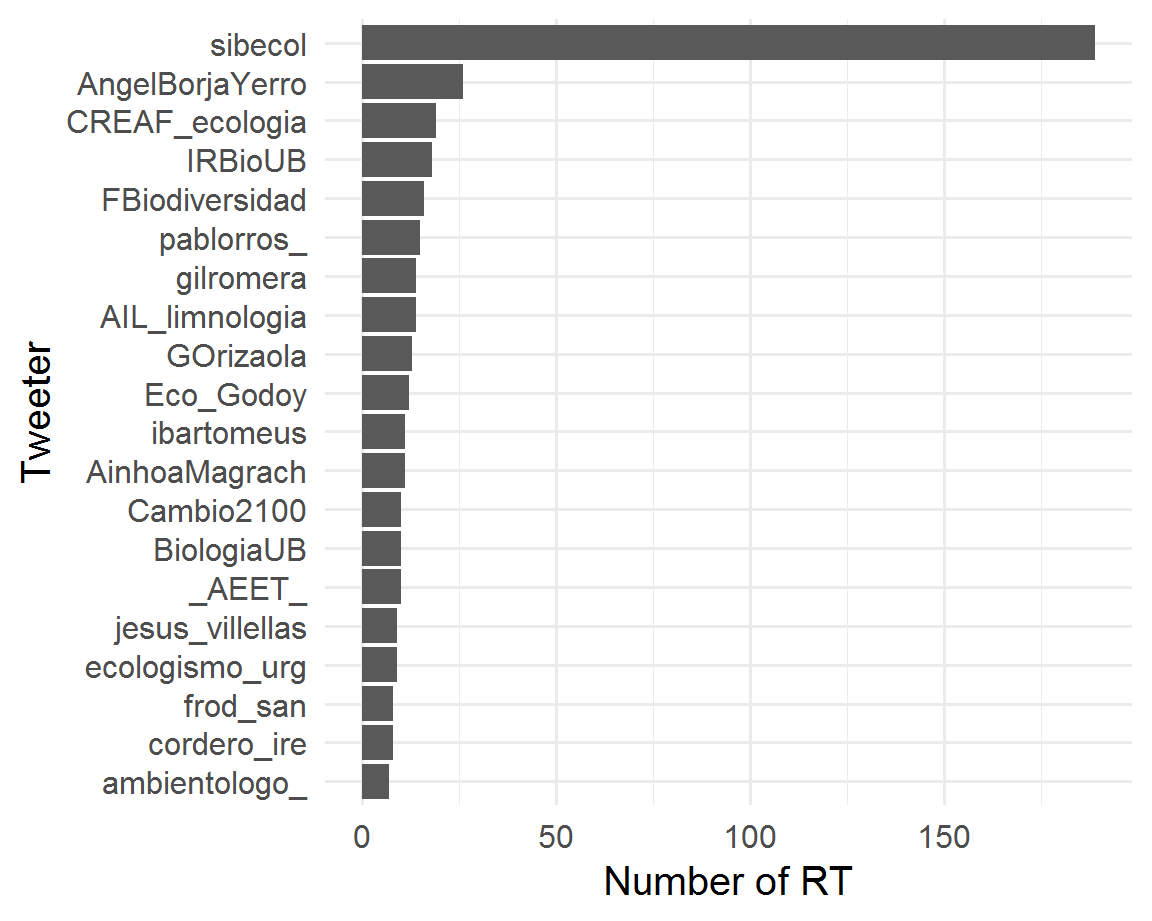 sibecol
AngelBorjaYerro
CREAF_ecologia
IRBioUB
FBiodiversidad
pablorros_
gilromera
AIL_limnologia
GOrizaola
Eco_Godoy
ibartomeus
AinhoaMagrach
Cambio2100
BiologiaUB
_AEET_
jesus_villellas
ecologismo_urg
frod_san
cordero_ire
ambientologo_
Tweeter
0 50 100 150
Number of RT